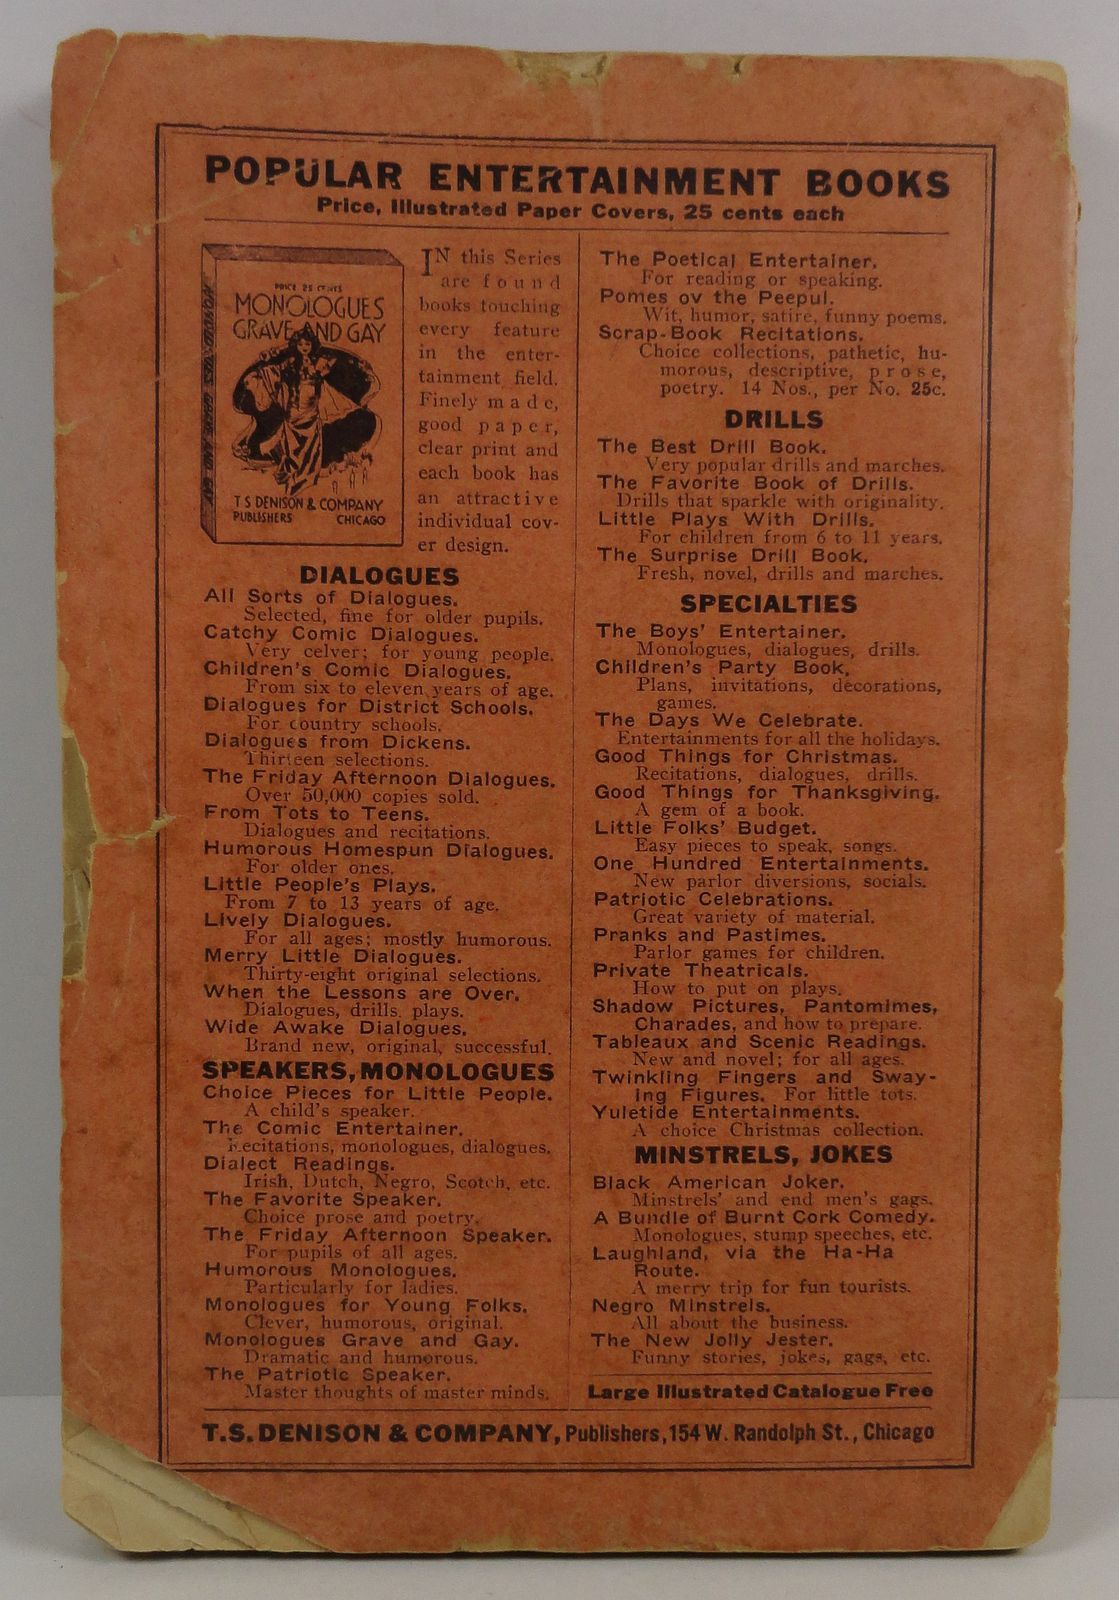 POPULAR ENTERTAINMENT BOOKS
Price, Illustrated Paper Covers, 25 cents each
PRICE 25 CENTS
MONOLOGUES
GRAVE AND GAY
MONOLOGUES GRAVE AND GAY
T S DENISON & COMPANY
PUBLISHERS CHICAGO
IN this Series
are found
books touching
every feature
in the enter-
tainment field.
Finely made,
good paper,
clear print and
each book has
an attractive
individual cov-
er design.
DIALOGUES
All Sorts of Dialogues.
Selected, fine for older pupils.
Catchy Comic Dialogues.
Very celver; for young people.
Children's Comic Dialogues.
From six to eleven years of age.
Dialogues for District Schools.
For country schools.
Dialogues from Dickens.
Thirteen selections.
The Friday Afternoon Dialogues.
Over 50,000 copies sold.
From Tots to Teens.
Dialogues and recitations.
Humorous Homespun Dialogues.
For older ones.
Little People's Plays.
From 7 to 13 years of age.
Lively Dialogues.
For all ages; mostly humorous.
Merry Little Dialogues.
Thirty-eight original selections.
When the Lessons are Over.
Dialogues, drills, plays.
Wide Awake Dialogues.
Brand new, original, successful.
SPEAKERS, MONOLOGUES
Choice Pieces for Little People.
A child's speaker.
The Comic Entertainer.
Recitations, monologues, dialogues.
Dialect Readings.
Irish, Dutch, Negro, Scotch, etc.
The Favorite Speaker.
Choice prose and poetry.
The Friday Afternoon Speaker.
For pupils of all ages.
Humorous Monologues.
Particularly for ladies.
Monologues for Young Folks.
Clever, humorous, original.
Monologues Grave and Gay.
Dramatic and humorous.
The Patriotic Speaker.
Master thoughts of master minds.
The Poetical Entertainer.
For reading or speaking.
Pomes ov the Peepul.
Wit, humor, satire, funny poems.
Scrap-Book Recitations.
Choice collections, pathetic, hu-
morous, descriptive, prose,
poetry. 14 Nos., per No. 25c.
DRILLS
The Best Drill Book.
Very popular drills and marches.
The Favorite Book of Drills.
Drills that sparkle with originality.
Little Plays With Drills.
For children from 6 to 11 years.
The Surprise Drill Book.
Fresh, novel, drills and marches.
SPECIALTIES
The Boys' Entertainer.
Monologues, dialogues, drills.
Children's Party Book.
Plans, invitations, decorations,
games.
The Days We Celebrate.
Entertainments for all the holidays.
Good Things for Christmas.
Recitations, dialogues, drills.
Good Things for Thanksgiving.
A gem of a book.
Little Folks' Budget.
Easy pieces to speak, songs.
One Hundred Entertainments.
New parlor diversions, socials.
Patriotic Celebrations.
Great variety of material.
Pranks and Pastimes.
Parlor games for children.
Private Theatricals.
How to put on plays.
Shadow Pictures, Pantomimes,
Charades, and how to prepare.
Tableaux and Scenic Readings.
New and novel; for all ages.
Twinkling Fingers and Sway-
ing Figures. For little tots.
Yuletide Entertainments.
A choice Christmas collection.
MINSTRELS, JOKES
Black American Joker.
Minstrels' and end men's gags.
A Bundle of Burnt Cork Comedy.
Monologues, stump speeches, etc.
Laughland, via the Ha-Ha
Route.
A merry trip for fun tourists.
Negro Minstrels.
All about the business.
The New Jolly Jester.
Funny stories, jokes, gags, etc.
Large Illustrated Catalogue Free
T.S. DENISON & COMPANY, Publishers, 154 W. Randolph St., Chicago